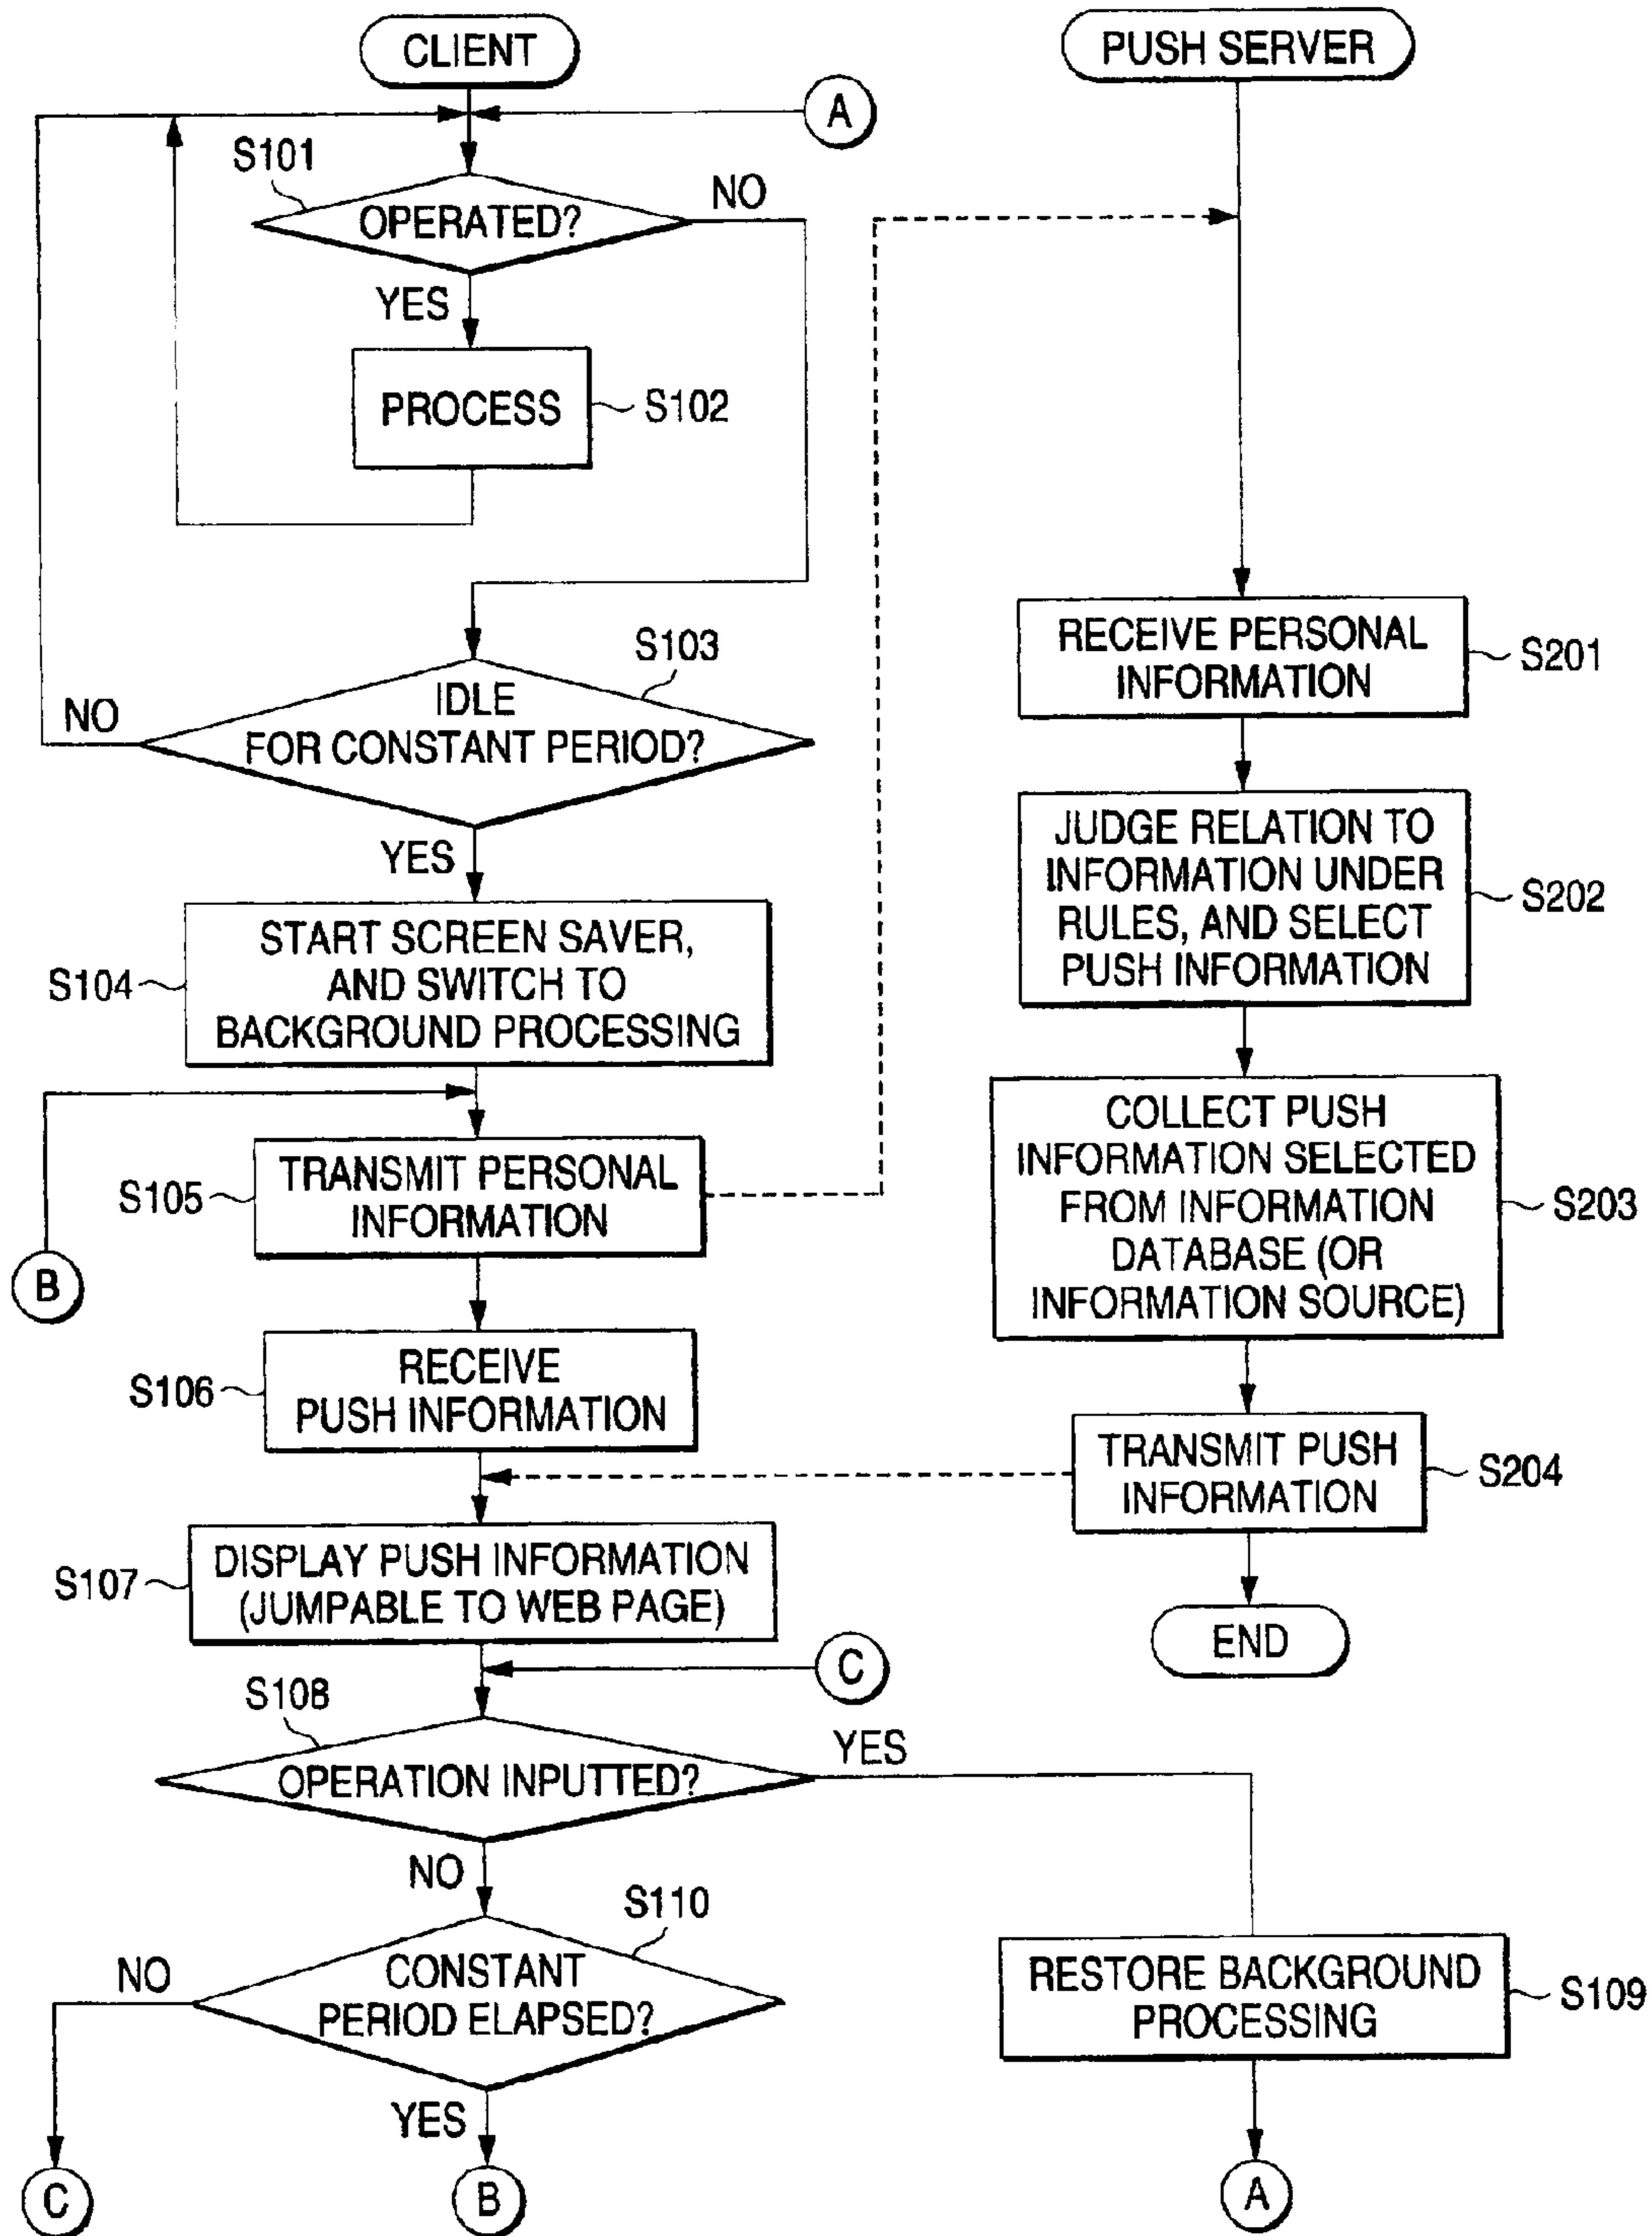 CLIENT
A
S101
OPERATED?
NO
YES
PROCESS
S102
S103
IDLE
FOR CONSTANT PERIOD?
NO
YES
S104
START SCREEN SAVER,
AND SWITCH TO
BACKGROUND PROCESSING
S105
TRANSMIT PERSONAL
INFORMATION
B
S106
RECEIVE
PUSH INFORMATION
S107
DISPLAY PUSH INFORMATION
(JUMPABLE TO WEB PAGE)
C
S108
OPERATION INPUTTED?
YES
NO
S110
CONSTANT
PERIOD ELAPSED?
NO
YES
C
B
PUSH SERVER
RECEIVE PERSONAL
INFORMATION
S201
JUDGE RELATION TO
INFORMATION UNDER
RULES, AND SELECT
PUSH INFORMATION
S202
COLLECT PUSH
INFORMATION SELECTED
FROM INFORMATION
DATABASE (OR
INFORMATION SOURCE)
S203
TRANSMIT PUSH
INFORMATION
S204
END
RESTORE BACKGROUND
PROCESSING
S109
A